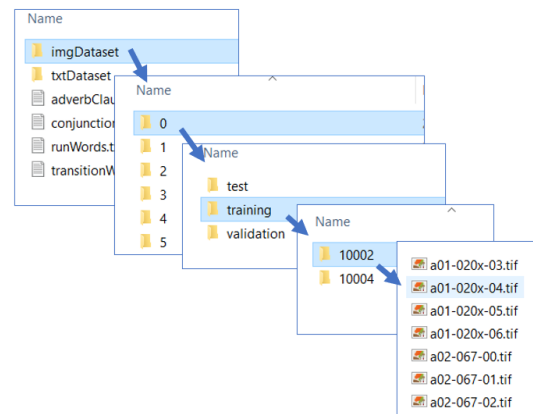 Name
imgDataset
txtDataset
adverbClau
conjunction
runWords.t
transitionW
Name
0
1
2
3
4
5
Name
test
training
validation
Name
10002
10004
a01-020x-03.tif
a01-020x-04.tif
a01-020x-05.tif
a01-020x-06.tif
a02-067-00.tif
a02-067-01.tif
a02-067-02.tif